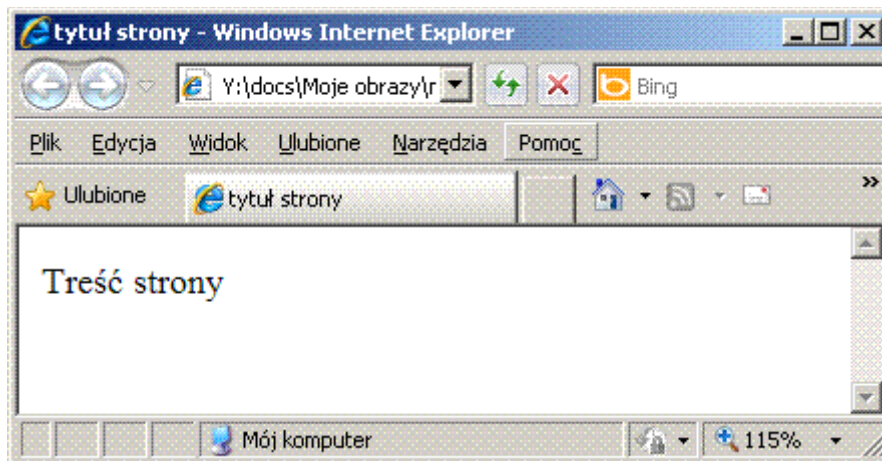 tytuł strony - Windows Internet Explorer
Y:\docs\Moje obrazy\r Bing
Plik Edycja Widok Ulubione Narzędzia Pomoc
Ulubione tytuł strony »
Treść strony
Mój komputer 115%